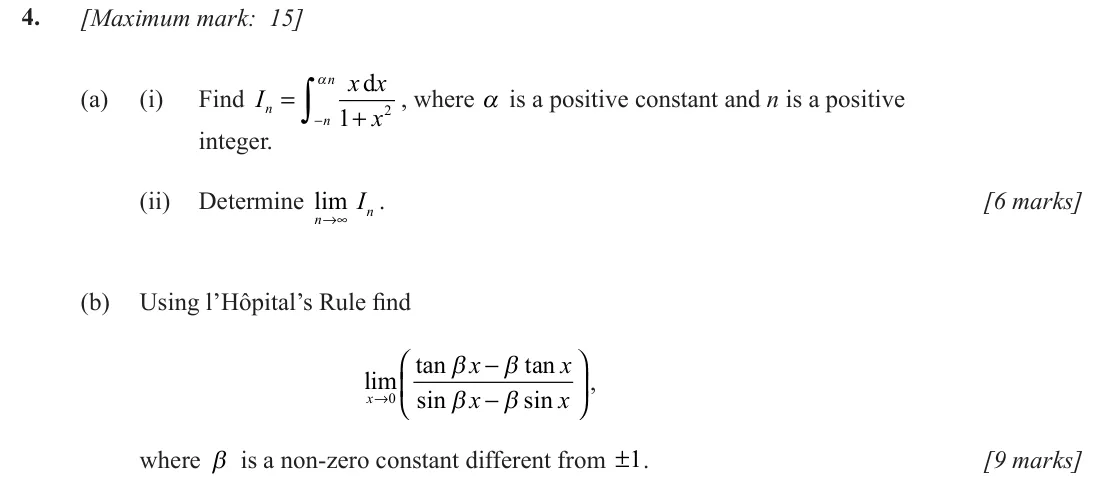 4. [Maximum mark: 15]
(a) (i) Find $I_n = \int_{-n}^{\alpha n} \frac{x\,\mathrm{d}x}{1+x^2}$, where $\alpha$ is a positive constant and $n$ is a positive
integer.
(ii) Determine $\lim_{n \to \infty} I_n$. [6 marks]
(b) Using l’Hôpital’s Rule find
$\lim_{x \to 0} \left( \frac{\tan \beta x - \beta \tan x}{\sin \beta x - \beta \sin x} \right)$,
where $\beta$ is a non-zero constant different from $\pm 1$. [9 marks]